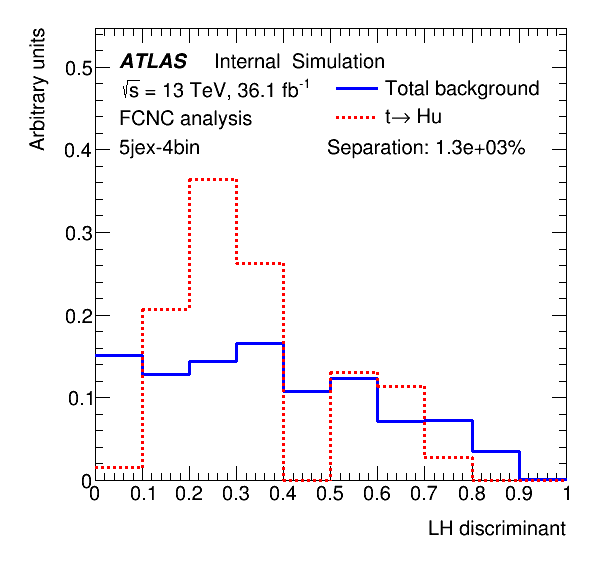 Arbitrary units
ATLAS Internal Simulation
√s = 13 TeV, 36.1 fb⁻¹
FCNC analysis
5jex-4bin
Total background
t→ Hu
Separation: 1.3e+03%
0.5
0.4
0.3
0.2
0.1
0
0 0.1 0.2 0.3 0.4 0.5 0.6 0.7 0.8 0.9 1
LH discriminant